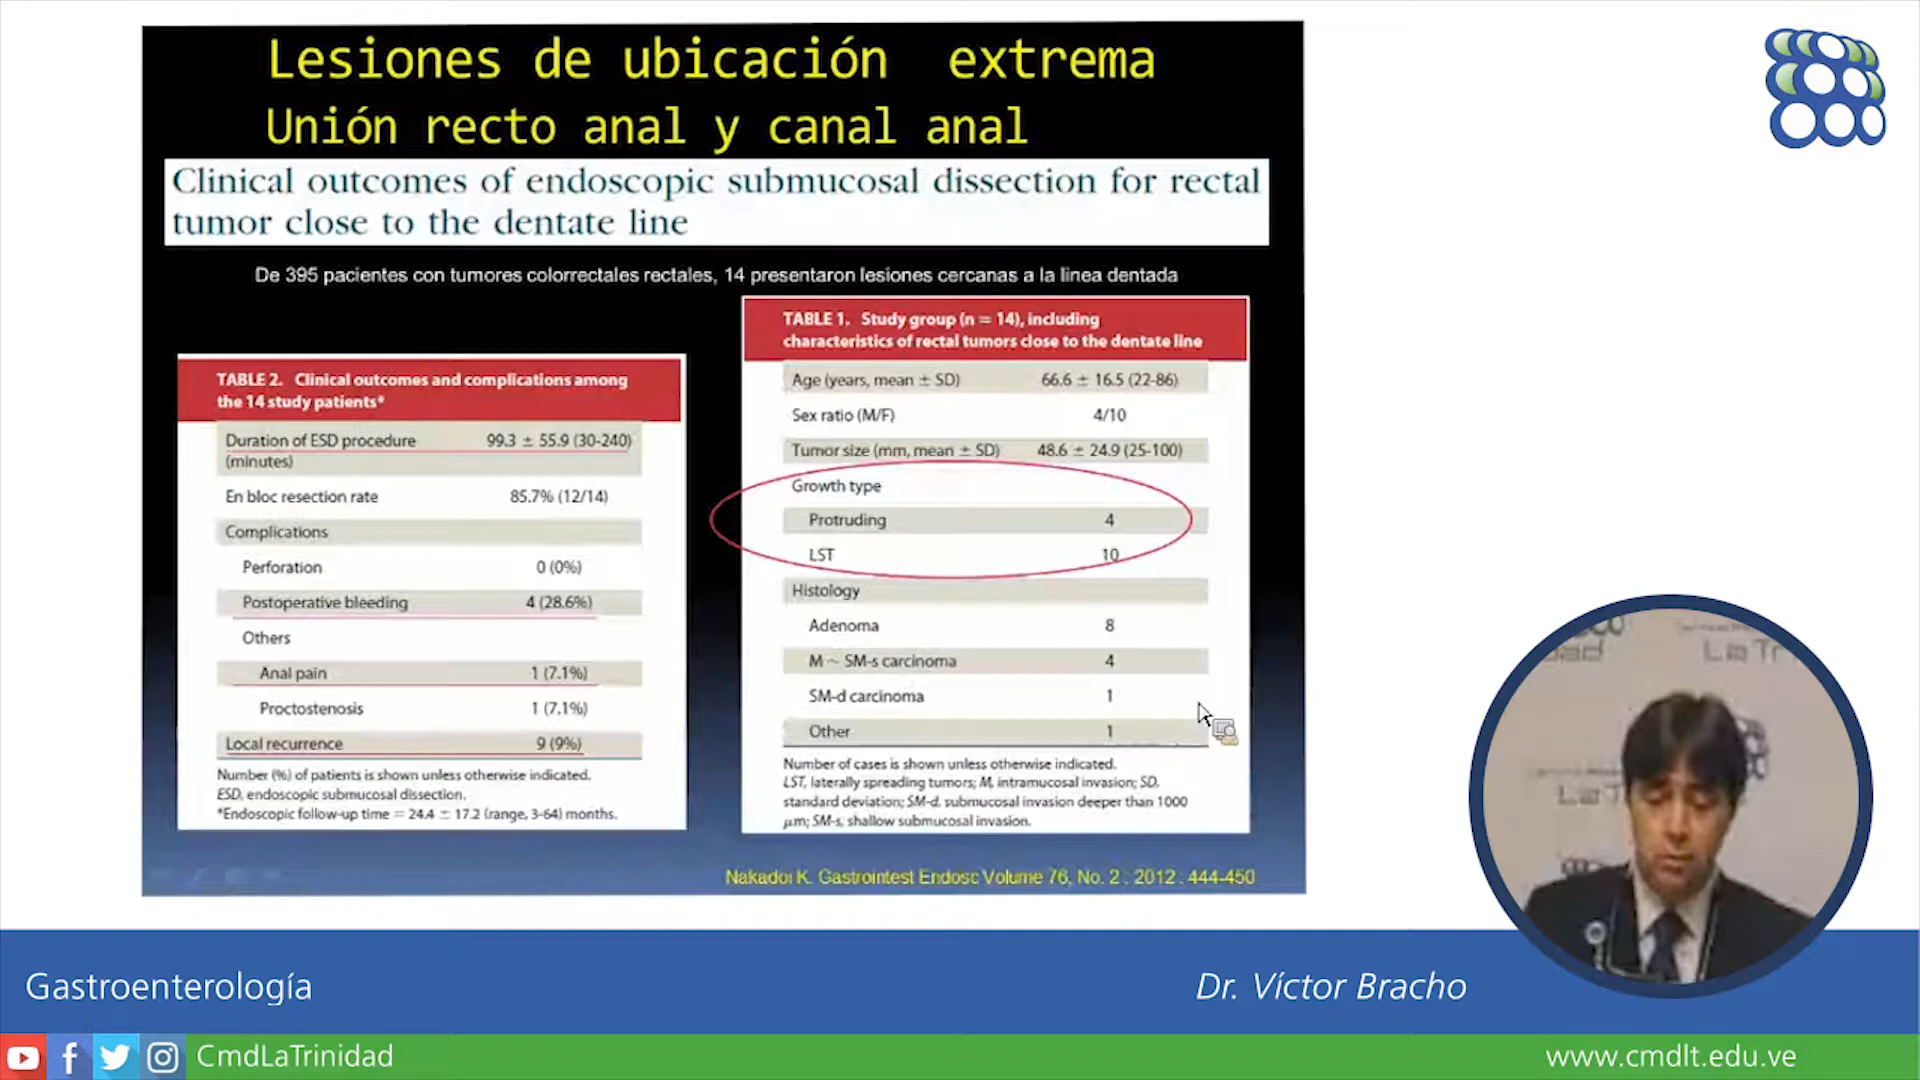 Lesiones de ubicación extrema
Unión recto anal y canal anal
Clinical outcomes of endoscopic submucosal dissection for rectal
tumor close to the dentate line
De 395 pacientes con tumores colorrectales rectales, 14 presentaron lesiones cercanas a la linea dentada
TABLE 2. Clinical outcomes and complications among
the 14 study patients*
Duration of ESD procedure 99.3 ± 55.9 (30-240)
(minutes)
En bloc resection rate 85.7% (12/14)
Complications
Perforation 0 (0%)
Postoperative bleeding 4 (28.6%)
Others
Anal pain 1 (7.1%)
Proctostenosis 1 (7.1%)
Local recurrence 9 (9%)
Number (%) of patients is shown unless otherwise indicated.
ESD, endoscopic submucosal dissection.
*Endoscopic follow-up time = 24.4 ± 17.2 (range, 3-64) months.
TABLE 1. Study group (n = 14), including
characteristics of rectal tumors close to the dentate line
Age (years, mean ± SD) 66.6 ± 16.5 (22-86)
Sex ratio (M/F) 4/10
Tumor size (mm, mean ± SD) 48.6 ± 24.9 (25-100)
Growth type
Protruding 4
LST 10
Histology
Adenoma 8
M ~ SM-s carcinoma 4
SM-d carcinoma 1
Other 1
Number of cases is shown unless otherwise indicated.
LST, laterally spreading tumors; M, intramucosal invasion; SD,
standard deviation; SM-d, submucosal invasion deeper than 1000
μm; SM-s, shallow submucosal invasion.
Nakadoi K. Gastrointest Endosc Volume 76, No. 2 . 2012 . 444-450
Gastroenterología
Dr. Víctor Bracho
CmdLaTrinidad
www.cmdlt.edu.ve